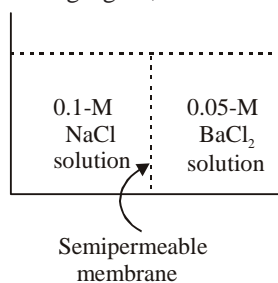 0.1-M
NaCl
solution
0.05-M
BaCl₂
solution
Semipermeable
membrane